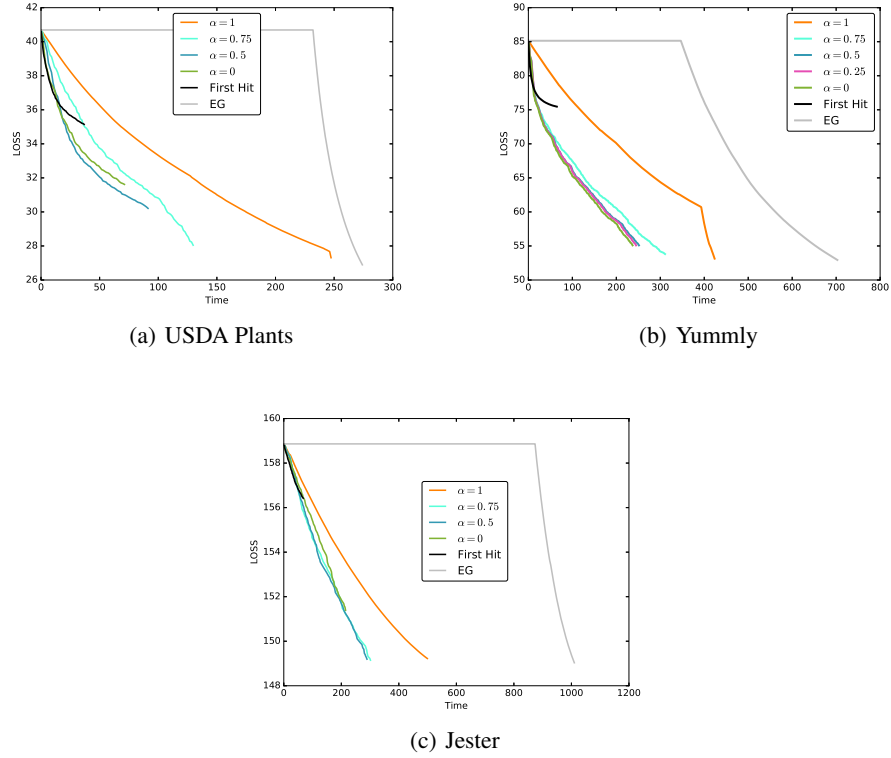 42
40
38
36
34
32
30
28
26
LOSS
0 50 100 150 200 250 300
Time
α = 1
α = 0.75
α = 0.5
α = 0
First Hit
EG
(a) USDA Plants
90
85
80
75
70
65
60
55
50
LOSS
0 100 200 300 400 500 600 700 800
Time
α = 1
α = 0.75
α = 0.5
α = 0.25
α = 0
First Hit
EG
(b) Yummly
160
158
156
154
152
150
148
LOSS
0 200 400 600 800 1000 1200
Time
α = 1
α = 0.75
α = 0.5
α = 0
First Hit
EG
(c) Jester